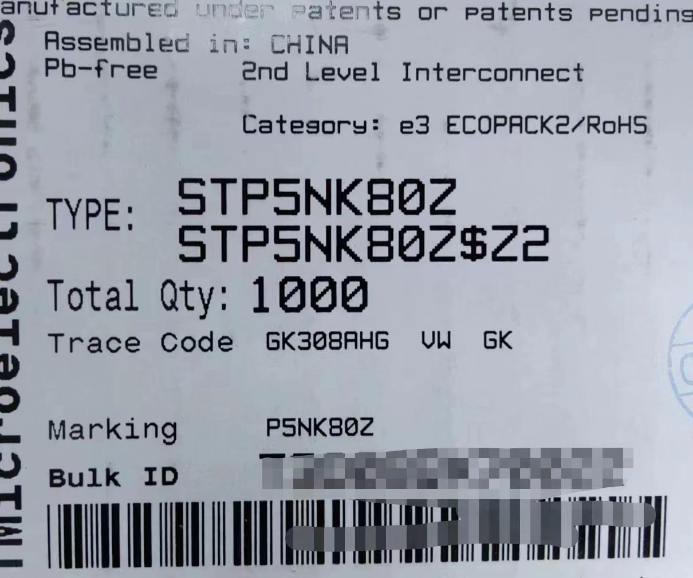 anufactured under patents or patents pending
Assembled in: CHINA
Pb-free 2nd Level Interconnect
Category: e3 ECOPACK2/RoHS
TYPE: STP5NK80Z
STP5NK80Z$Z2
Total Qty: 1000
Trace Code GK308AHG VW GK
Marking P5NK80Z
Bulk ID
TMicroelectronics